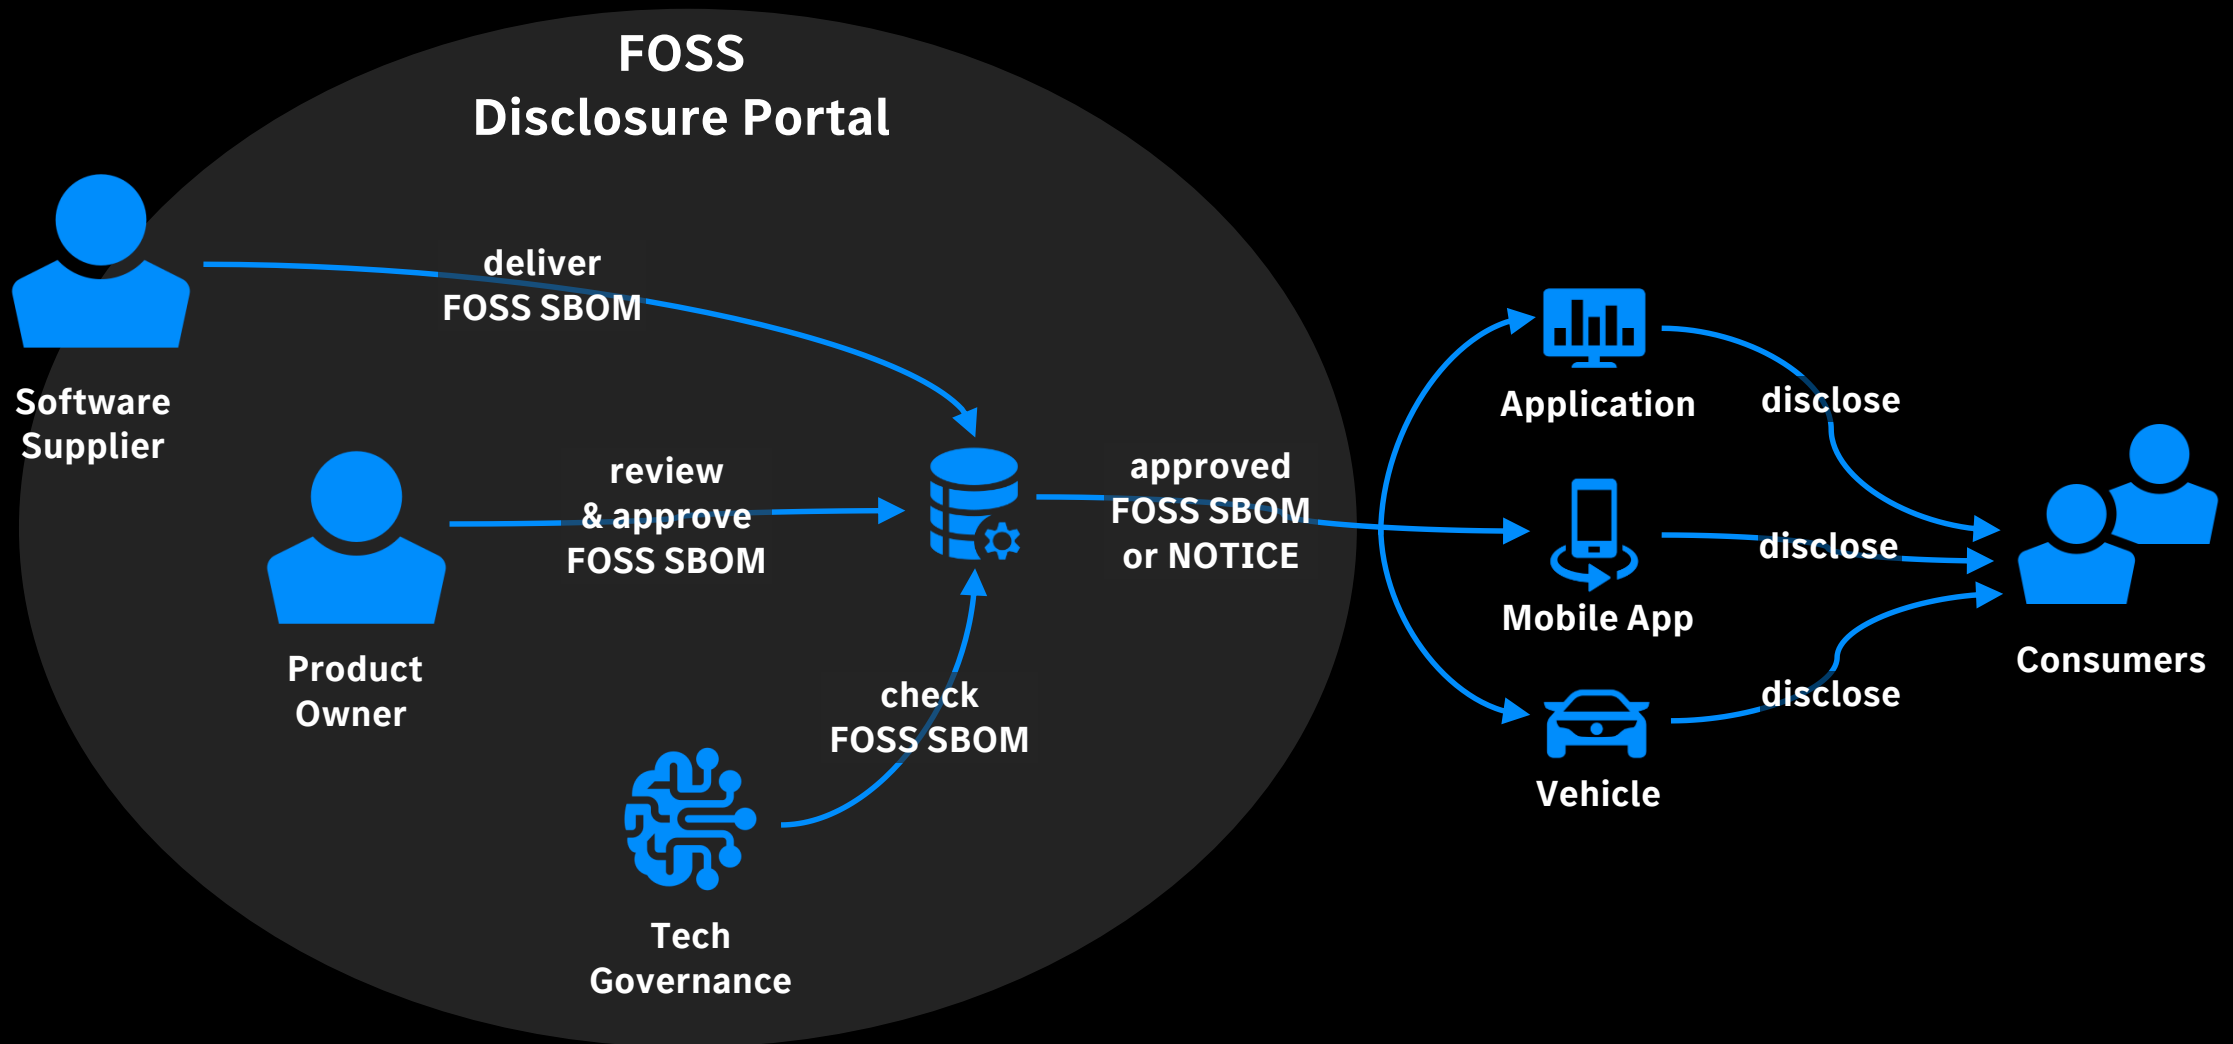 FOSS
Disclosure Portal
deliver
FOSS SBOM
Software
Supplier
review
& approve
FOSS SBOM
Product
Owner
check
FOSS SBOM
Tech
Governance
approved
FOSS SBOM
or NOTICE
Application
disclose
Mobile App
disclose
Vehicle
disclose
Consumers